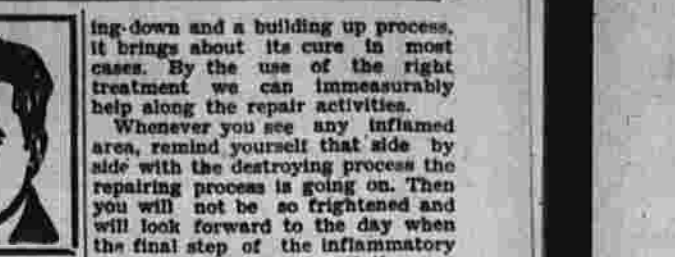 ing-down and a building up process,
it brings about its cure in most
cases. By the use of the right
treatment we can immeasurably
help along the repair activities.
Whenever you see any inflamed
area, remind yourself that side by
side with the destroying process the
repairing process is going on. Then
you will not be so frightened and
will look forward to the day when
the final step of the inflammatory